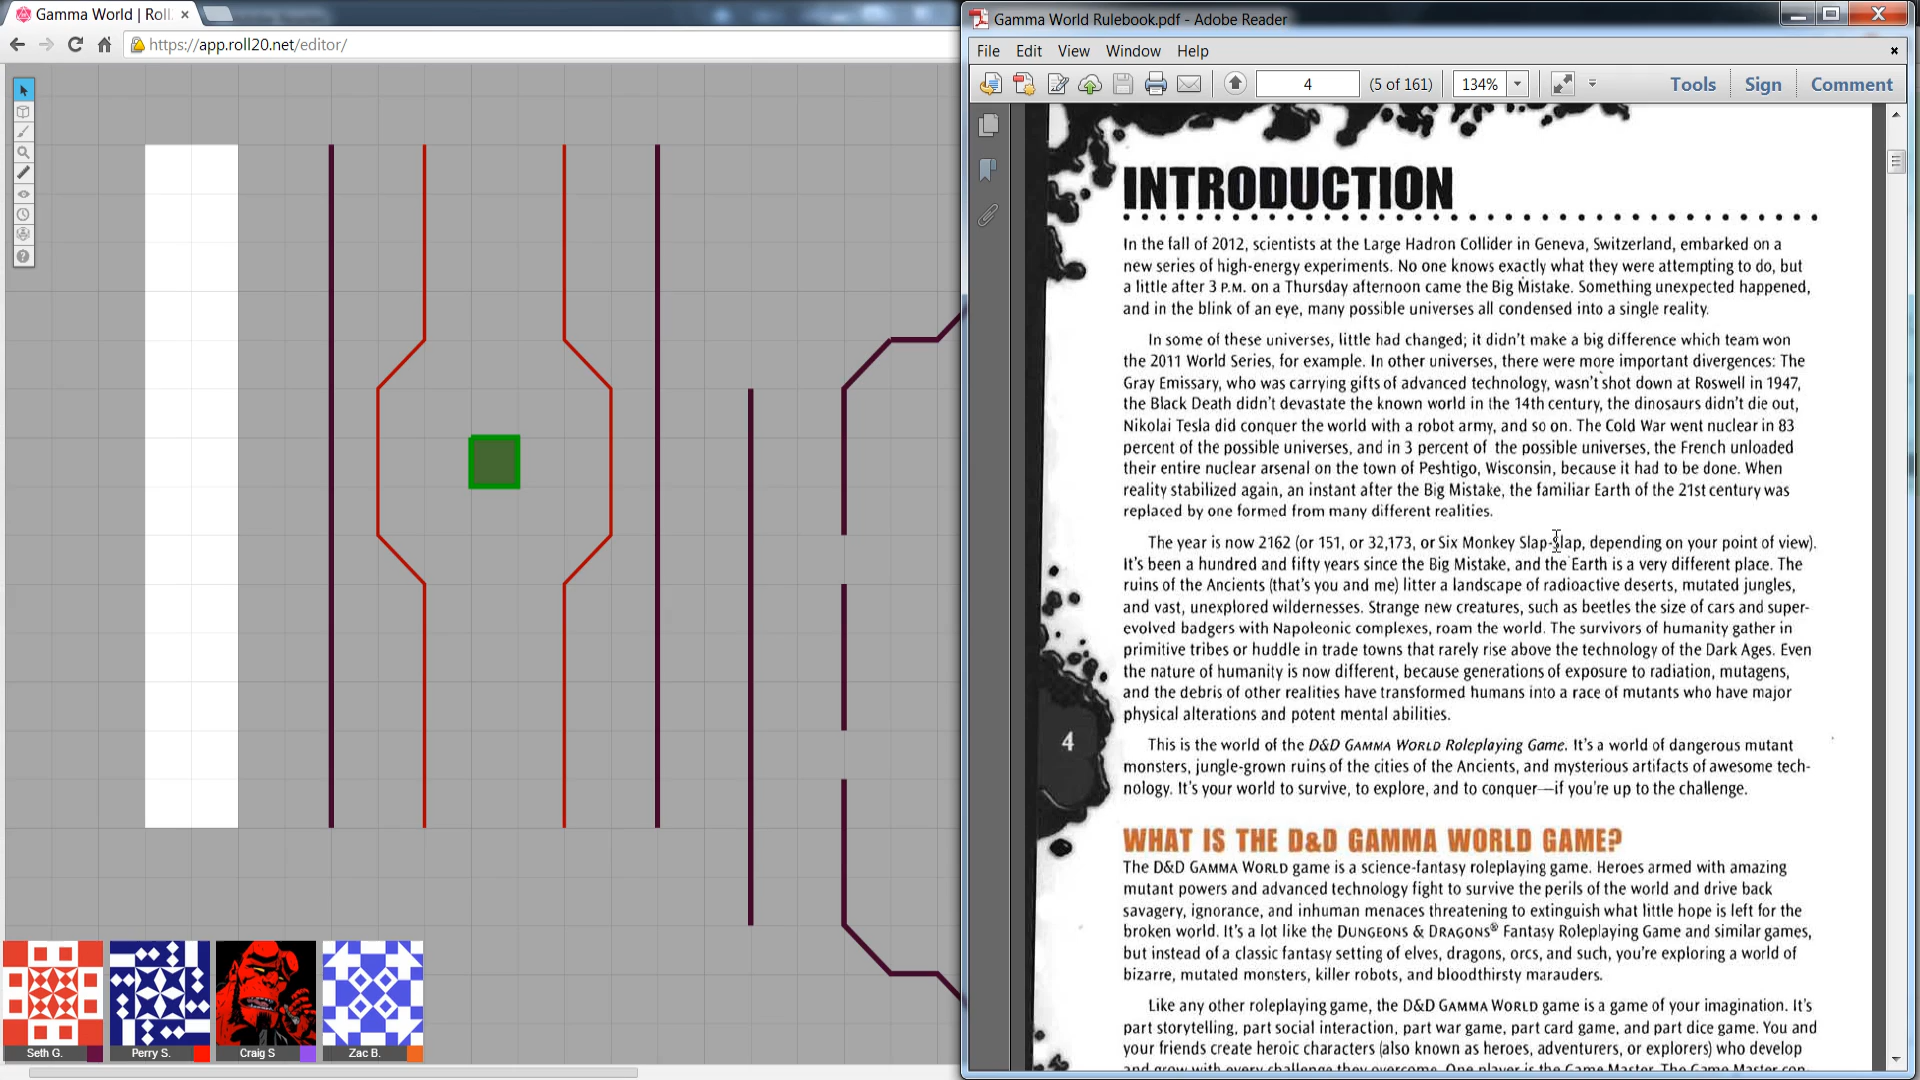 Gamma World | Roll
https://app.roll20.net/editor/
Seth G.
Perry S.
Craig S
Zac B.
Gamma World Rulebook.pdf - Adobe Reader
File Edit View Window Help
4 (5 of 161) 134% Tools Sign Comment
INTRODUCTION
In the fall of 2012, scientists at the Large Hadron Collider in Geneva, Switzerland, embarked on a
new series of high-energy experiments. No one knows exactly what they were attempting to do, but
a little after 3 P.M. on a Thursday afternoon came the Big Mistake. Something unexpected happened,
and in the blink of an eye, many possible universes all condensed into a single reality.
In some of these universes, little had changed; it didn't make a big difference which team won
the 2011 World Series, for example. In other universes, there were more important divergences: The
Gray Emissary, who was carrying gifts of advanced technology, wasn't shot down at Roswell in 1947,
the Black Death didn't devastate the known world in the 14th century, the dinosaurs didn't die out,
Nikolai Tesla did conquer the world with a robot army, and so on. The Cold War went nuclear in 83
percent of the possible universes, and in 3 percent of the possible universes, the French unloaded
their entire nuclear arsenal on the town of Peshtigo, Wisconsin, because it had to be done. When
reality stabilized again, an instant after the Big Mistake, the familiar Earth of the 21st century was
replaced by one formed from many different realities.
The year is now 2162 (or 151, or 32,173, or Six Monkey Slap-Slap, depending on your point of view).
It's been a hundred and fifty years since the Big Mistake, and the Earth is a very different place. The
ruins of the Ancients (that's you and me) litter a landscape of radioactive deserts, mutated jungles,
and vast, unexplored wildernesses. Strange new creatures, such as beetles the size of cars and super-
evolved badgers with Napoleonic complexes, roam the world. The survivors of humanity gather in
primitive tribes or huddle in trade towns that rarely rise above the technology of the Dark Ages. Even
the nature of humanity is now different, because generations of exposure to radiation, mutagens,
and the debris of other realities have transformed humans into a race of mutants who have major
physical alterations and potent mental abilities.
4
This is the world of the D&D GAMMA WORLD Roleplaying Game. It's a world of dangerous mutant
monsters, jungle-grown ruins of the cities of the Ancients, and mysterious artifacts of awesome tech-
nology. It's your world to survive, to explore, and to conquer—if you're up to the challenge.
WHAT IS THE D&D GAMMA WORLD GAME?
The D&D GAMMA WORLD game is a science-fantasy roleplaying game. Heroes armed with amazing
mutant powers and advanced technology fight to survive the perils of the world and drive back
savagery, ignorance, and inhuman menaces threatening to extinguish what little hope is left for the
broken world. It's a lot like the DUNGEONS & DRAGONS® Fantasy Roleplaying Game and similar games,
but instead of a classic fantasy setting of elves, dragons, orcs, and such, you're exploring a world of
bizarre, mutated monsters, killer robots, and bloodthirsty marauders.
Like any other roleplaying game, the D&D GAMMA WORLD game is a game of your imagination. It's
part storytelling, part social interaction, part war game, part card game, and part dice game. You and
your friends create heroic characters (also known as heroes, adventurers, or explorers) who develop
and grow with every challenge they overcome. One player is the Game Master. The Game Master con-